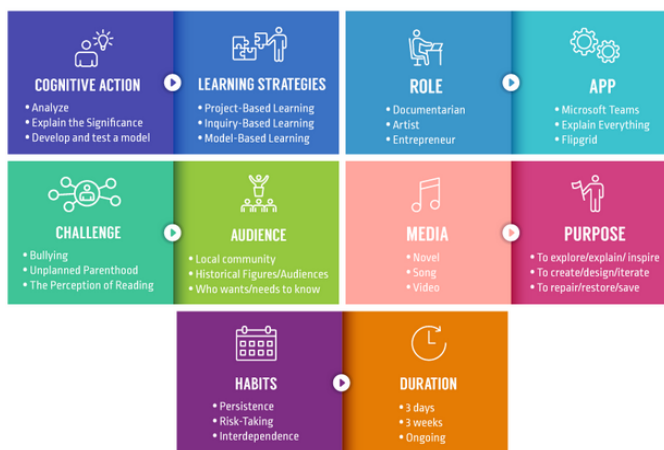 COGNITIVE ACTION
• Analyze
• Explain the Significance
• Develop and test a model
LEARNING STRATEGIES
• Project-Based Learning
• Inquiry-Based Learning
• Model-Based Learning
ROLE
• Documentarian
• Artist
• Entrepreneur
APP
• Microsoft Teams
• Explain Everything
• Flipgrid
CHALLENGE
• Bullying
• Unplanned Parenthood
• The Perception of Reading
AUDIENCE
• Local community
• Historical Figures/Audiences
• Who wants/needs to know
MEDIA
• Novel
• Song
• Video
PURPOSE
• To explore/explain/ inspire
• To create/design/iterate
• To repair/restore/save
HABITS
• Persistence
• Risk-Taking
• Interdependence
DURATION
• 3 days
• 3 weeks
• Ongoing